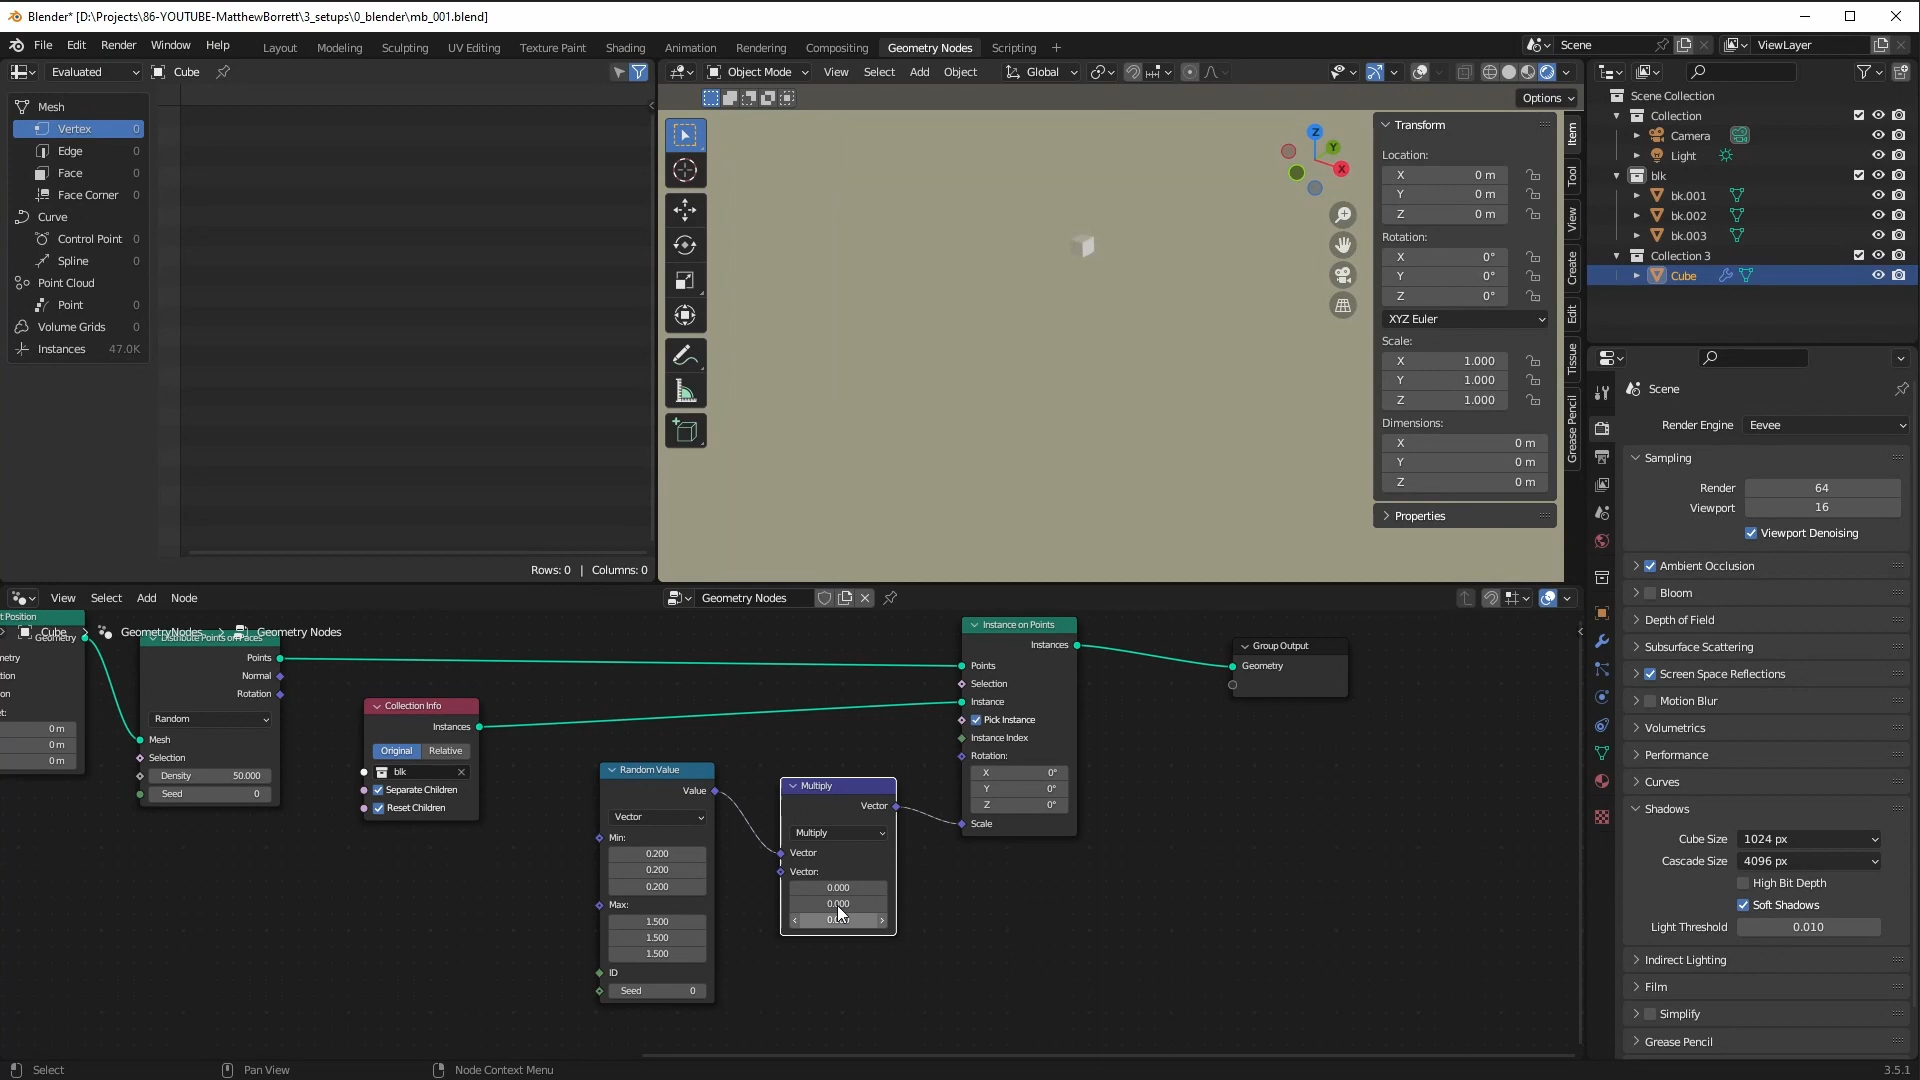 Blender* [D:\Projects\86-YOUTUBE-MatthewBorrett\3_setups\0_blender\mb_001.blend]
File Edit Render Window Help Layout Modeling Sculpting UV Editing Texture Paint Shading Animation Rendering Compositing Geometry Nodes Scripting + Scene ViewLayer
Evaluated Cube
Object Mode View Select Add Object Global
Options
Mesh
Vertex 0
Edge 0
Face 0
Face Corner 0
Curve
Control Point 0
Spline 0
Point Cloud
Point 0
Volume Grids 0
Instances 47.0K
Rows: 0 | Columns: 0
Z
Y
X
Transform
Location:
X 0 m
Y 0 m
Z 0 m
Rotation:
X 0°
Y 0°
Z 0°
XYZ Euler
Scale:
X 1.000
Y 1.000
Z 1.000
Dimensions:
X 0 m
Y 0 m
Z 0 m
Properties
Item
Tool
View
Create
Edit
Tissue
Grease Pencil
Scene Collection
Collection
Camera
Light
blk
bk.001
bk.002
bk.003
Collection 3
Cube
Scene
Render Engine Eevee
Sampling
Render 64
Viewport 16
Viewport Denoising
Ambient Occlusion
Bloom
Depth of Field
Subsurface Scattering
Screen Space Reflections
Motion Blur
Volumetrics
Performance
Curves
Shadows
Cube Size 1024 px
Cascade Size 4096 px
High Bit Depth
Soft Shadows
Light Threshold 0.010
Indirect Lighting
Film
Simplify
Grease Pencil
View Select Add Node Geometry Nodes
t Position
Cube GeometryNodes Geometry Nodes
Geometry
0 m
0 m
0 m
Distribute Points on Faces
Points
Normal
Rotation
Random
Mesh
Selection
Density 50.000
Seed 0
Collection Info
Instances
Original Relative
blk
Separate Children
Reset Children
Random Value
Value
Vector
Min:
0.200
0.200
0.200
Max:
1.500
1.500
1.500
ID
Seed 0
Multiply
Vector
Multiply
Vector
Vector:
0.000
0.000
Instance on Points
Instances
Points
Selection
Instance
Pick Instance
Instance Index
Rotation:
X 0°
Y 0°
Z 0°
Scale
Group Output
Geometry
Select Pan View Node Context Menu 3.5.1